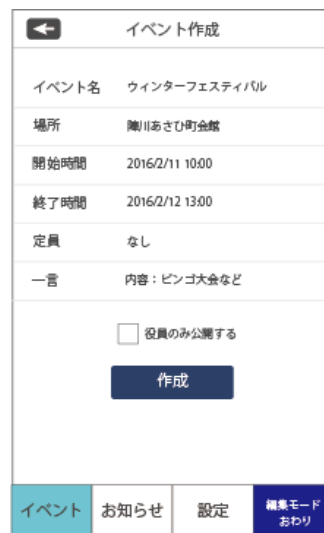 イベント作成
イベント名 ウィンターフェスティバル
場所 陣川あさひ町会館
開始時間 2016/2/11 10:00
終了時間 2016/2/12 13:00
定員 なし
一言 内容：ビンゴ大会など
役員のみ公開する
作成
イベント お知らせ 設定 編集モード
おわり